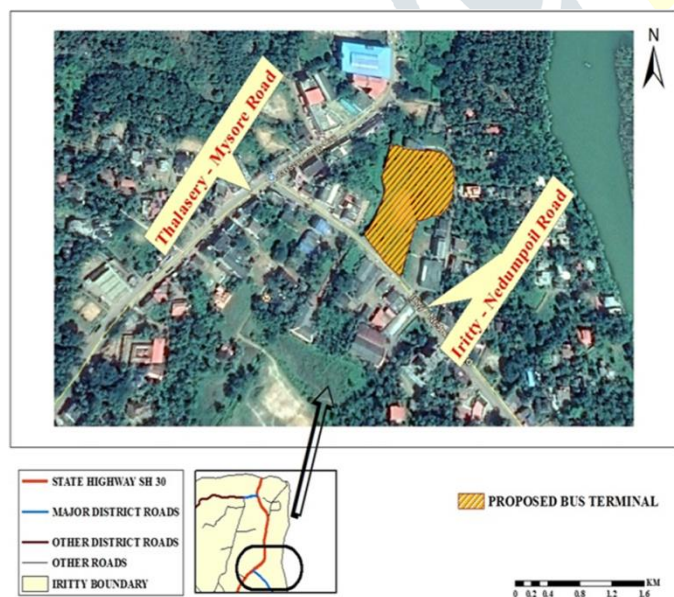 N
Thalasery - Mysore Road
Iritty - Nedumpoil Road
STATE HIGHWAY SH 30
MAJOR DISTRICT ROADS
OTHER DISTRICT ROADS
OTHER ROADS
IRITTY BOUNDARY
PROPOSED BUS TERMINAL
KM
0 0.2 0.4 0.8 1.2 1.6